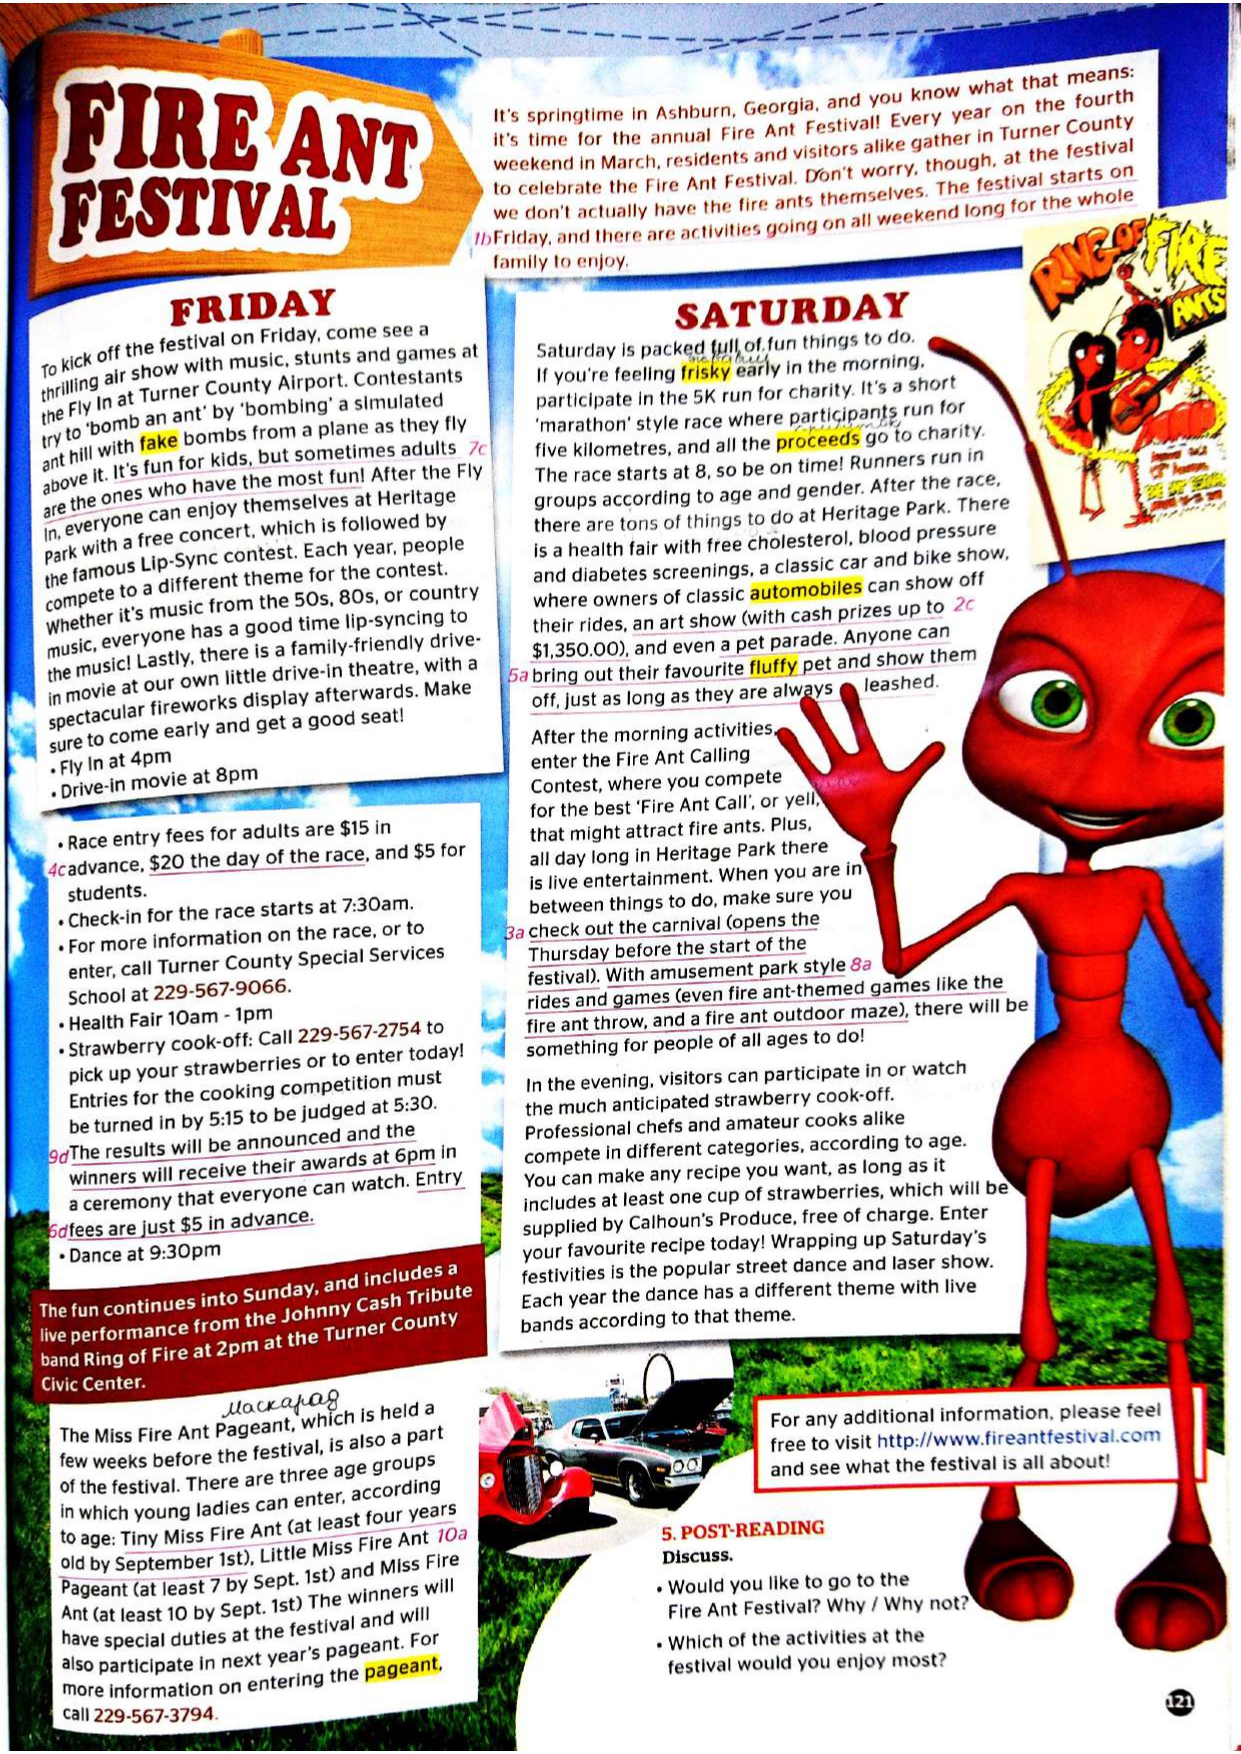 FIRE ANT
FESTIVAL
It's springtime in Ashburn, Georgia, and you know what that means:
it's time for the annual Fire Ant Festival! Every year on the fourth
weekend in March, residents and visitors alike gather in Turner County
to celebrate the Fire Ant Festival. Don't worry, though, at the festival
we don't actually have the fire ants themselves. The festival starts on
1b Friday, and there are activities going on all weekend long for the whole
family to enjoy.
RING OF
FIRE
ANTS
FRIDAY
To kick off the festival on Friday, come see a
thrilling air show with music, stunts and games at
the Fly In at Turner County Airport. Contestants
try to 'bomb an ant' by 'bombing' a simulated
ant hill with fake bombs from a plane as they fly
above it. It's fun for kids, but sometimes adults 7c
are the ones who have the most fun! After the Fly
In, everyone can enjoy themselves at Heritage
Park with a free concert, which is followed by
the famous Lip-Sync contest. Each year, people
compete to a different theme for the contest.
Whether it's music from the 50s, 80s, or country
music, everyone has a good time lip-syncing to
the music! Lastly, there is a family-friendly drive-
in movie at our own little drive-in theatre, with a
spectacular fireworks display afterwards. Make
sure to come early and get a good seat!
• Fly In at 4pm
• Drive-in movie at 8pm
• Race entry fees for adults are $15 in
4c advance, $20 the day of the race, and $5 for
students.
• Check-in for the race starts at 7:30am.
• For more information on the race, or to
enter, call Turner County Special Services
School at 229-567-9066.
• Health Fair 10am - 1pm
• Strawberry cook-off: Call 229-567-2754 to
pick up your strawberries or to enter today!
Entries for the cooking competition must
be turned in by 5:15 to be judged at 5:30.
9d The results will be announced and the
winners will receive their awards at 6pm in
a ceremony that everyone can watch. Entry
6d fees are just $5 in advance.
• Dance at 9:30pm
The fun continues into Sunday, and includes a
live performance from the Johnny Cash Tribute
band Ring of Fire at 2pm at the Turner County
Civic Center.
маскарад
The Miss Fire Ant Pageant, which is held a
few weeks before the festival, is also a part
of the festival. There are three age groups
in which young ladies can enter, according
to age: Tiny Miss Fire Ant (at least four years
old by September 1st), Little Miss Fire Ant 10a
Pageant (at least 7 by Sept. 1st) and Miss Fire
Ant (at least 10 by Sept. 1st) The winners will
have special duties at the festival and will
also participate in next year's pageant. For
more information on entering the pageant,
call 229-567-3794.
SATURDAY
Saturday is packed full of fun things to do.
If you're feeling frisky early in the morning,
participate in the 5K run for charity. It's a short
'marathon' style race where participants run for
five kilometres, and all the proceeds go to charity.
The race starts at 8, so be on time! Runners run in
groups according to age and gender. After the race,
there are tons of things to do at Heritage Park. There
is a health fair with free cholesterol, blood pressure
and diabetes screenings, a classic car and bike show,
where owners of classic automobiles can show off
their rides, an art show (with cash prizes up to 2c
$1,350.00), and even a pet parade. Anyone can
5a bring out their favourite fluffy pet and show them
off, just as long as they are always leashed.
After the morning activities,
enter the Fire Ant Calling
Contest, where you compete
for the best 'Fire Ant Call', or yell,
that might attract fire ants. Plus,
all day long in Heritage Park there
is live entertainment. When you are in
between things to do, make sure you
3a check out the carnival (opens the
Thursday before the start of the
festival). With amusement park style 8a
rides and games (even fire ant-themed games like the
fire ant throw, and a fire ant outdoor maze), there will be
something for people of all ages to do!
In the evening, visitors can participate in or watch
the much anticipated strawberry cook-off.
Professional chefs and amateur cooks alike
compete in different categories, according to age.
You can make any recipe you want, as long as it
includes at least one cup of strawberries, which will be
supplied by Calhoun's Produce, free of charge. Enter
your favourite recipe today! Wrapping up Saturday's
festivities is the popular street dance and laser show.
Each year the dance has a different theme with live
bands according to that theme.
For any additional information, please feel
free to visit http://www.fireantfestival.com
and see what the festival is all about!
5. POST-READING
Discuss.
• Would you like to go to the
Fire Ant Festival? Why / Why not?
• Which of the activities at the
festival would you enjoy most?
121